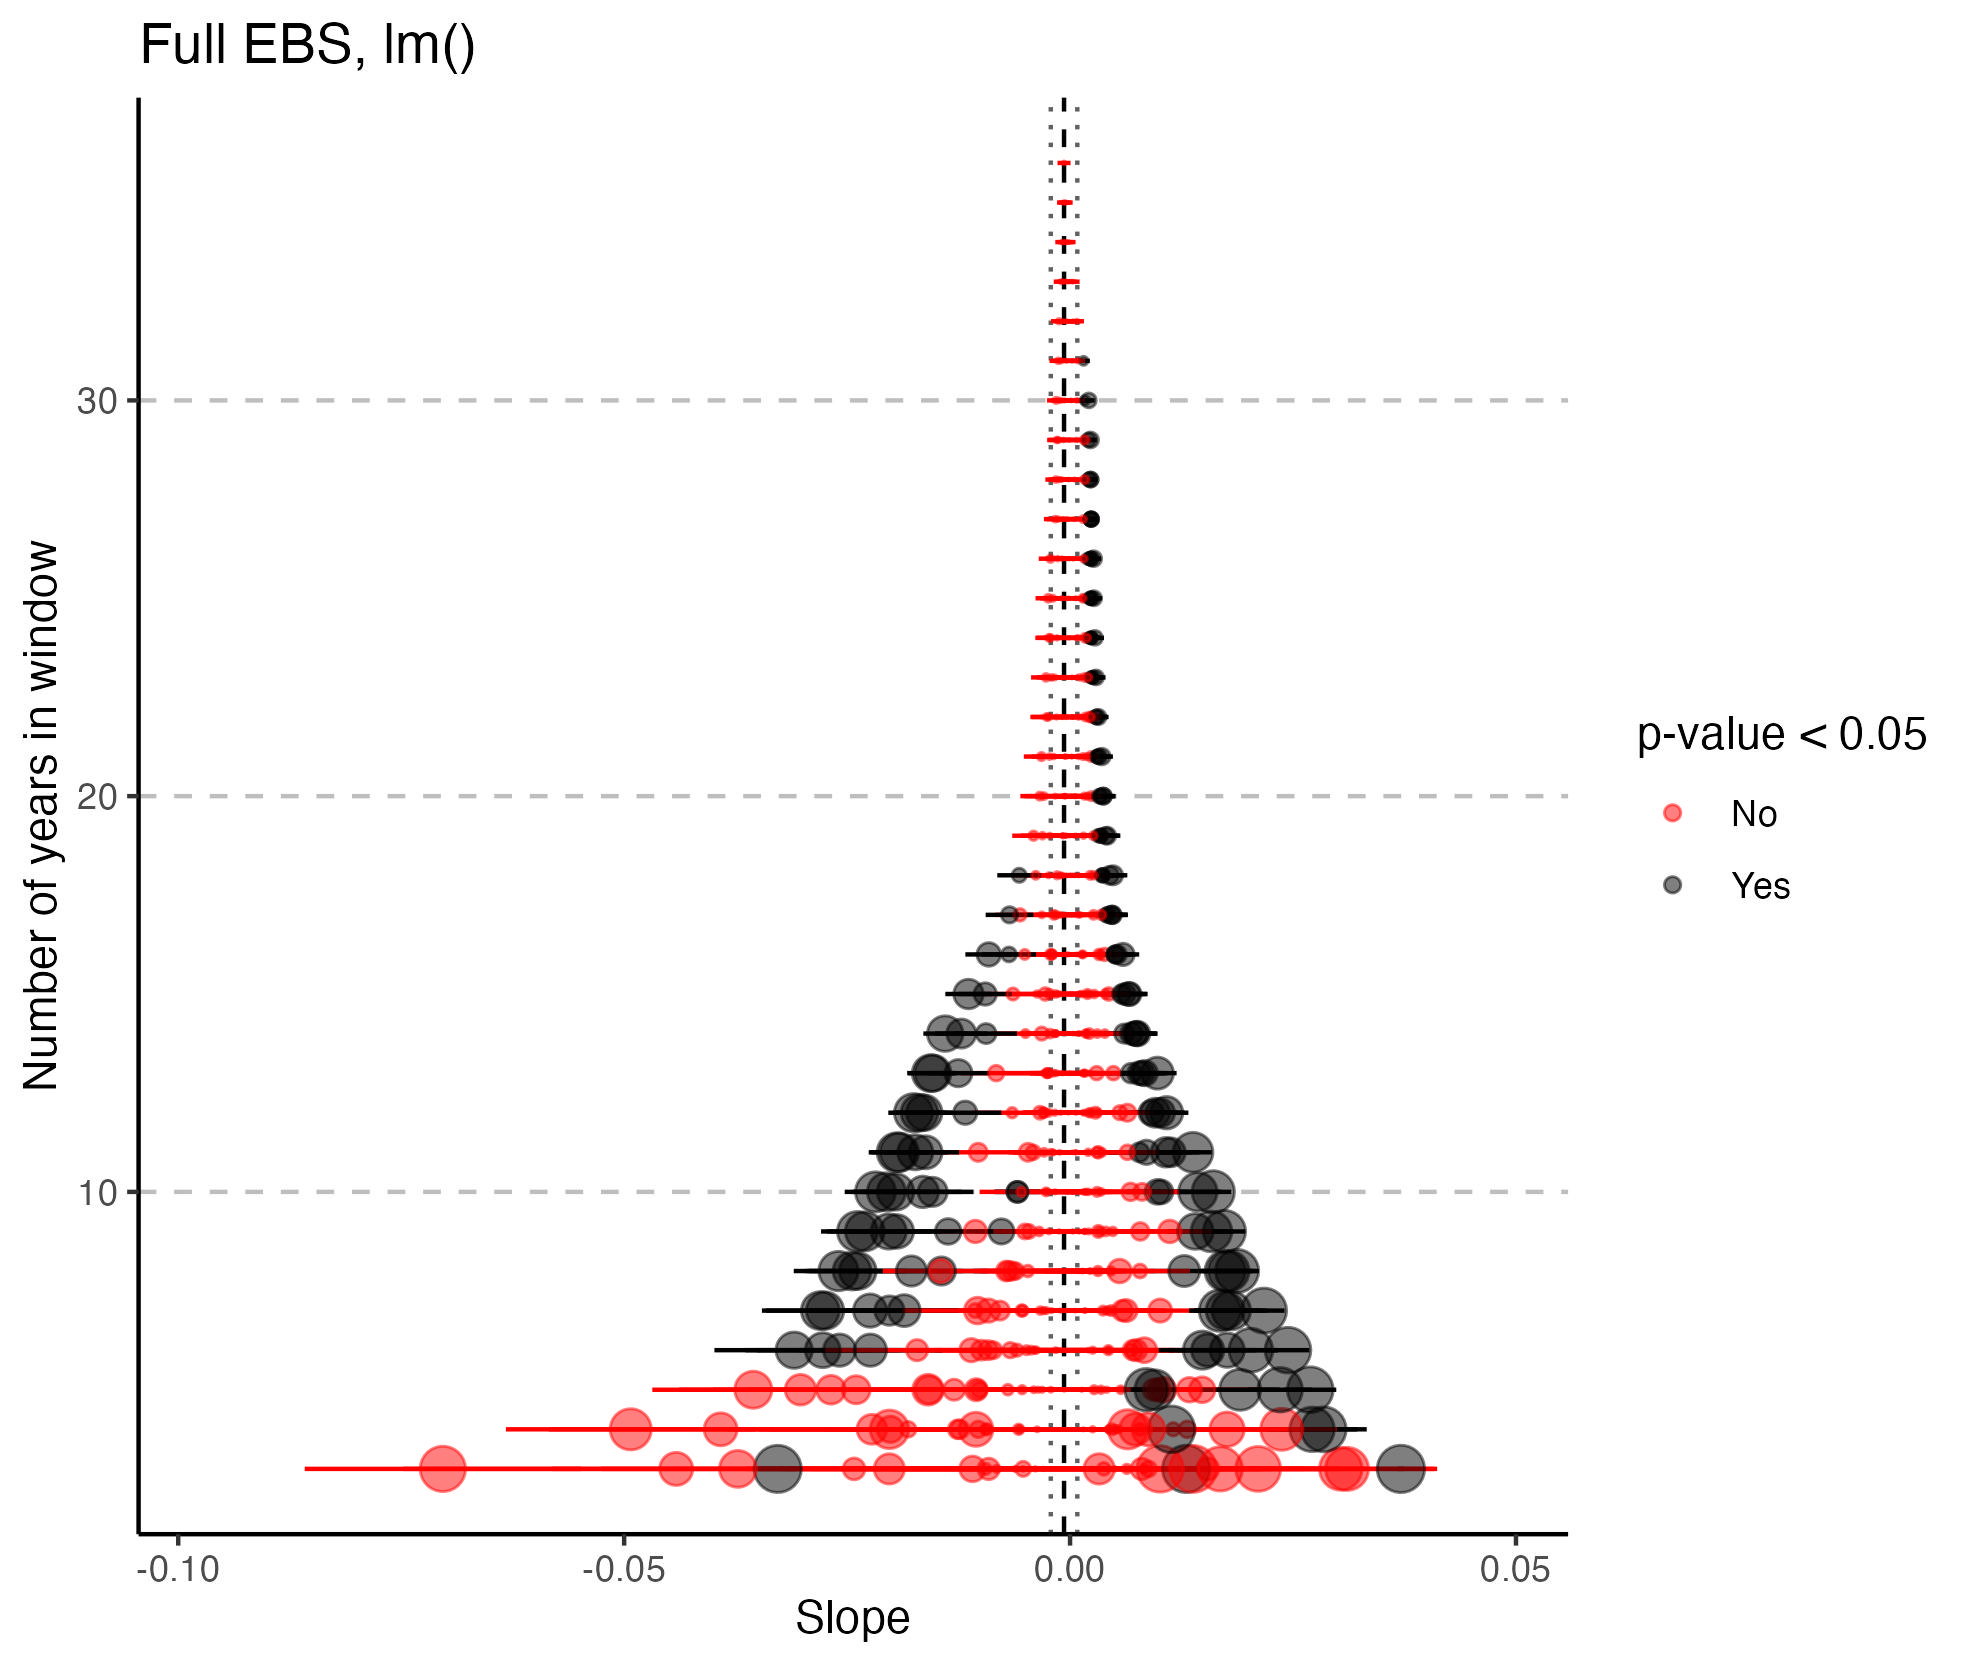 Full EBS, lm()
Number of years in window
30
20
10
-0.10
-0.05
0.00
0.05
Slope
p-value < 0.05
No
Yes